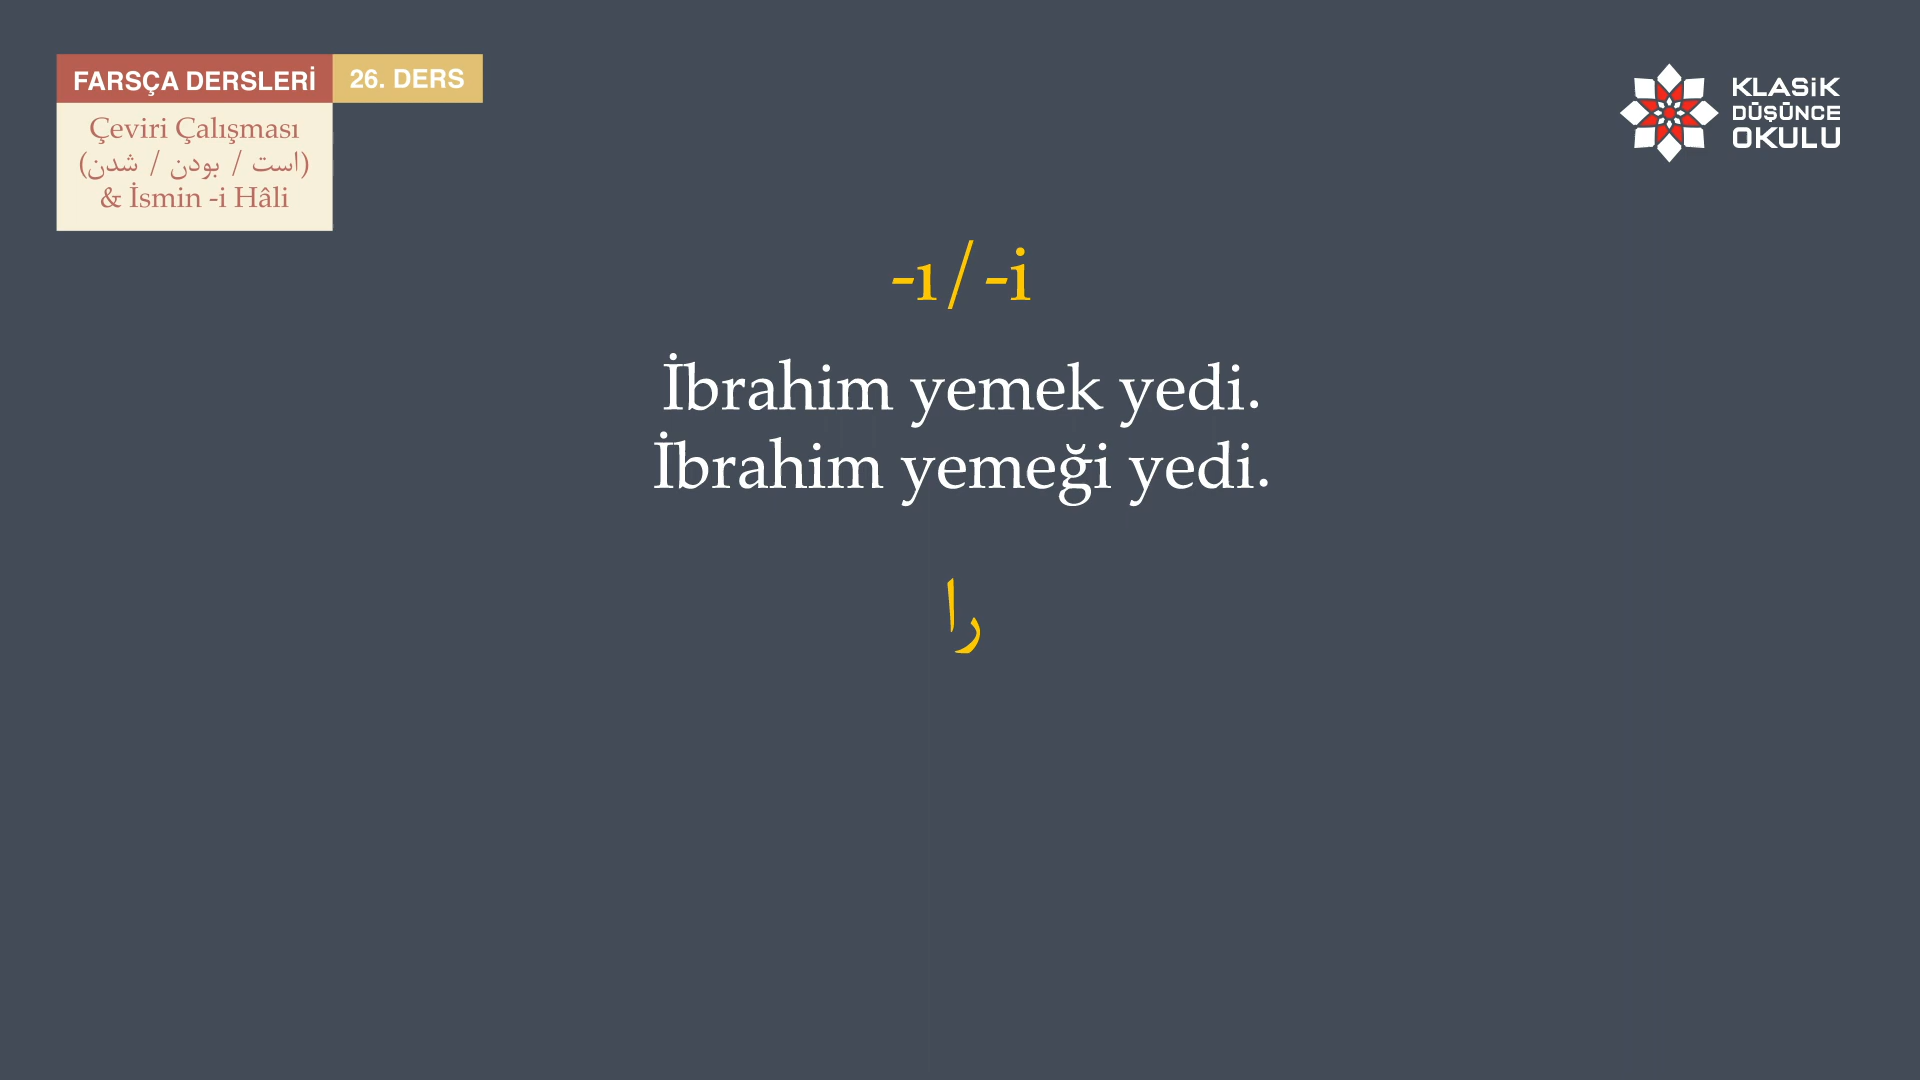 FARSÇA DERSLERİ
26. DERS
Çeviri Çalışması
(است / بودن / شدن)
& İsmin -i Hâli
KLASiK
DÜŞÜNCE
OKULU
-ı/-i
İbrahim yemek yedi.
İbrahim yemeği yedi.
را